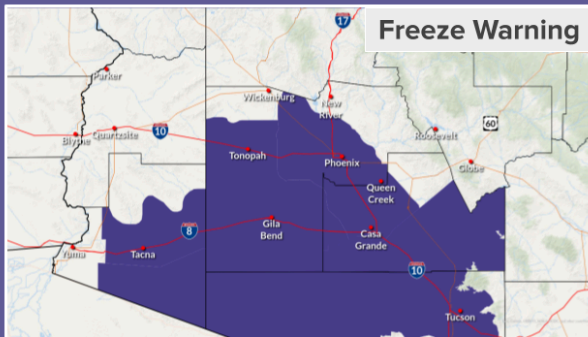 Freeze Warning
17
Parker
Wickenburg
New
River
Blythe
Quartzsite
10
60
Roosevelt
Tonopah
Phoenix
Globe
Queen
Creek
8
Gila
Bend
Casa
Grande
Yuma
Tacna
10
Tucson